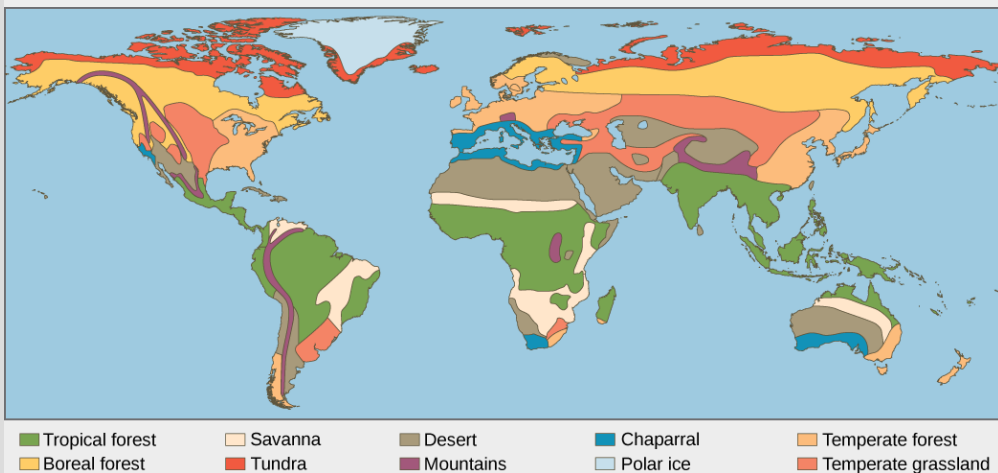 Tropical forest Savanna Desert Chaparral Temperate forest
Boreal forest Tundra Mountains Polar ice Temperate grassland